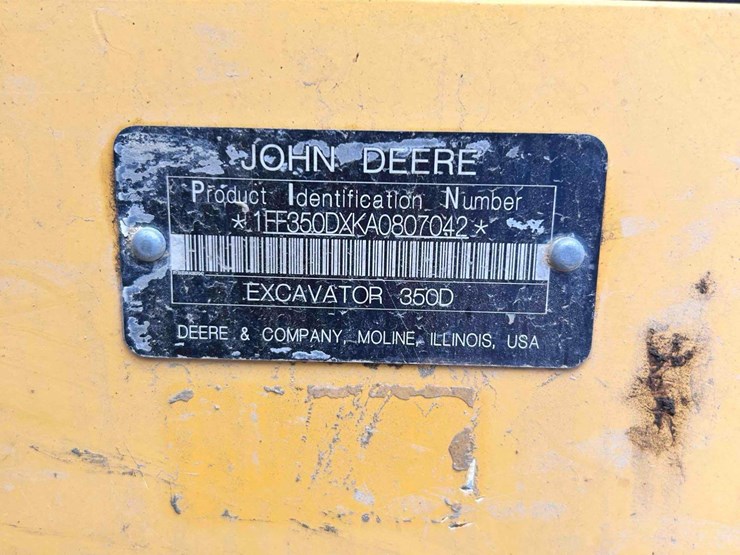 JOHN DEERE
Product Identification Number
*1FF350DXKA0807042*
EXCAVATOR 350D
DEERE & COMPANY, MOLINE, ILLINOIS, USA